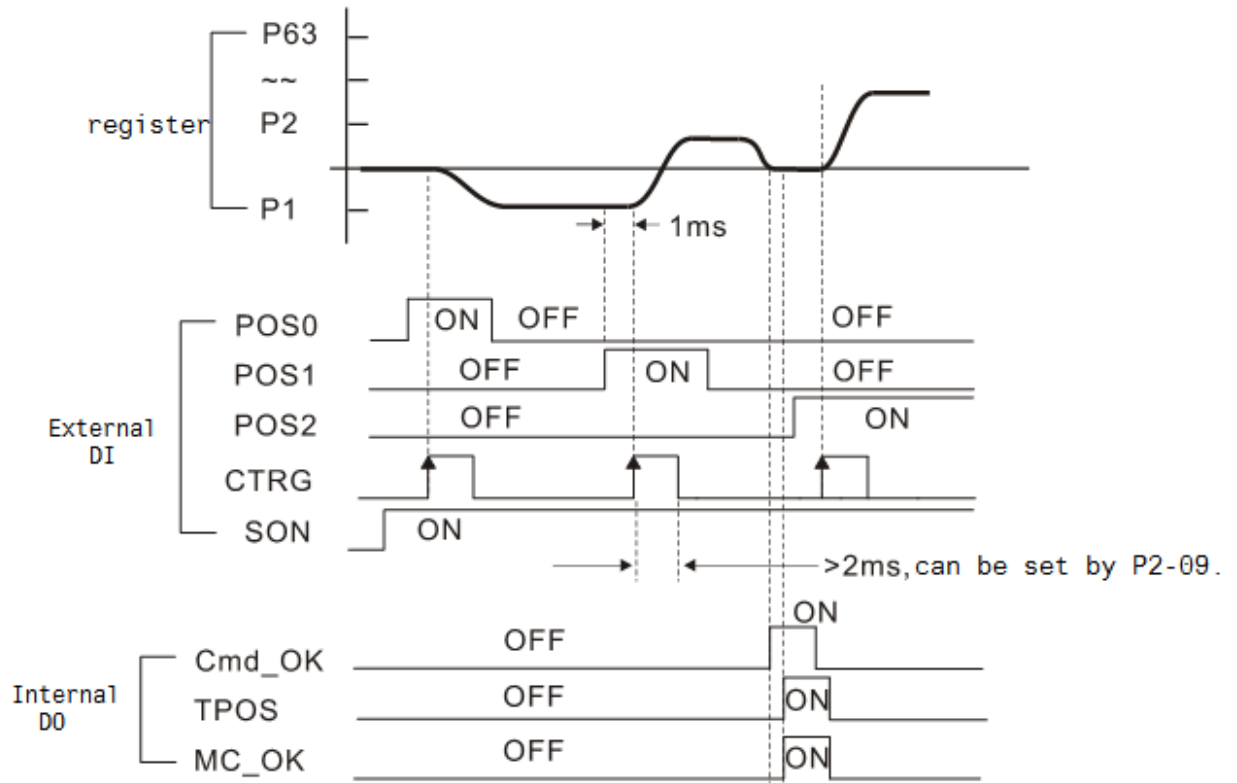 P63
~~
register P2
P1
1ms
POS0 ON OFF OFF
POS1 OFF ON OFF
POS2 OFF ON
External
DI
CTRG
SON ON
>2ms,can be set by P2-09.
ON
Cmd_OK OFF
Internal
DO
TPOS OFF ON
MC_OK OFF ON